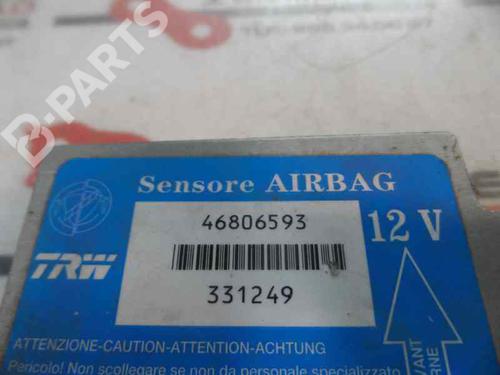 B-PARTS
Sensore AIRBAG
46806593
12 V
TRW
331249
ATTENZIONE-CAUTION-ATTENTION-ACHTUNG
Pericolo! Non scollegare se non da personale specializzato